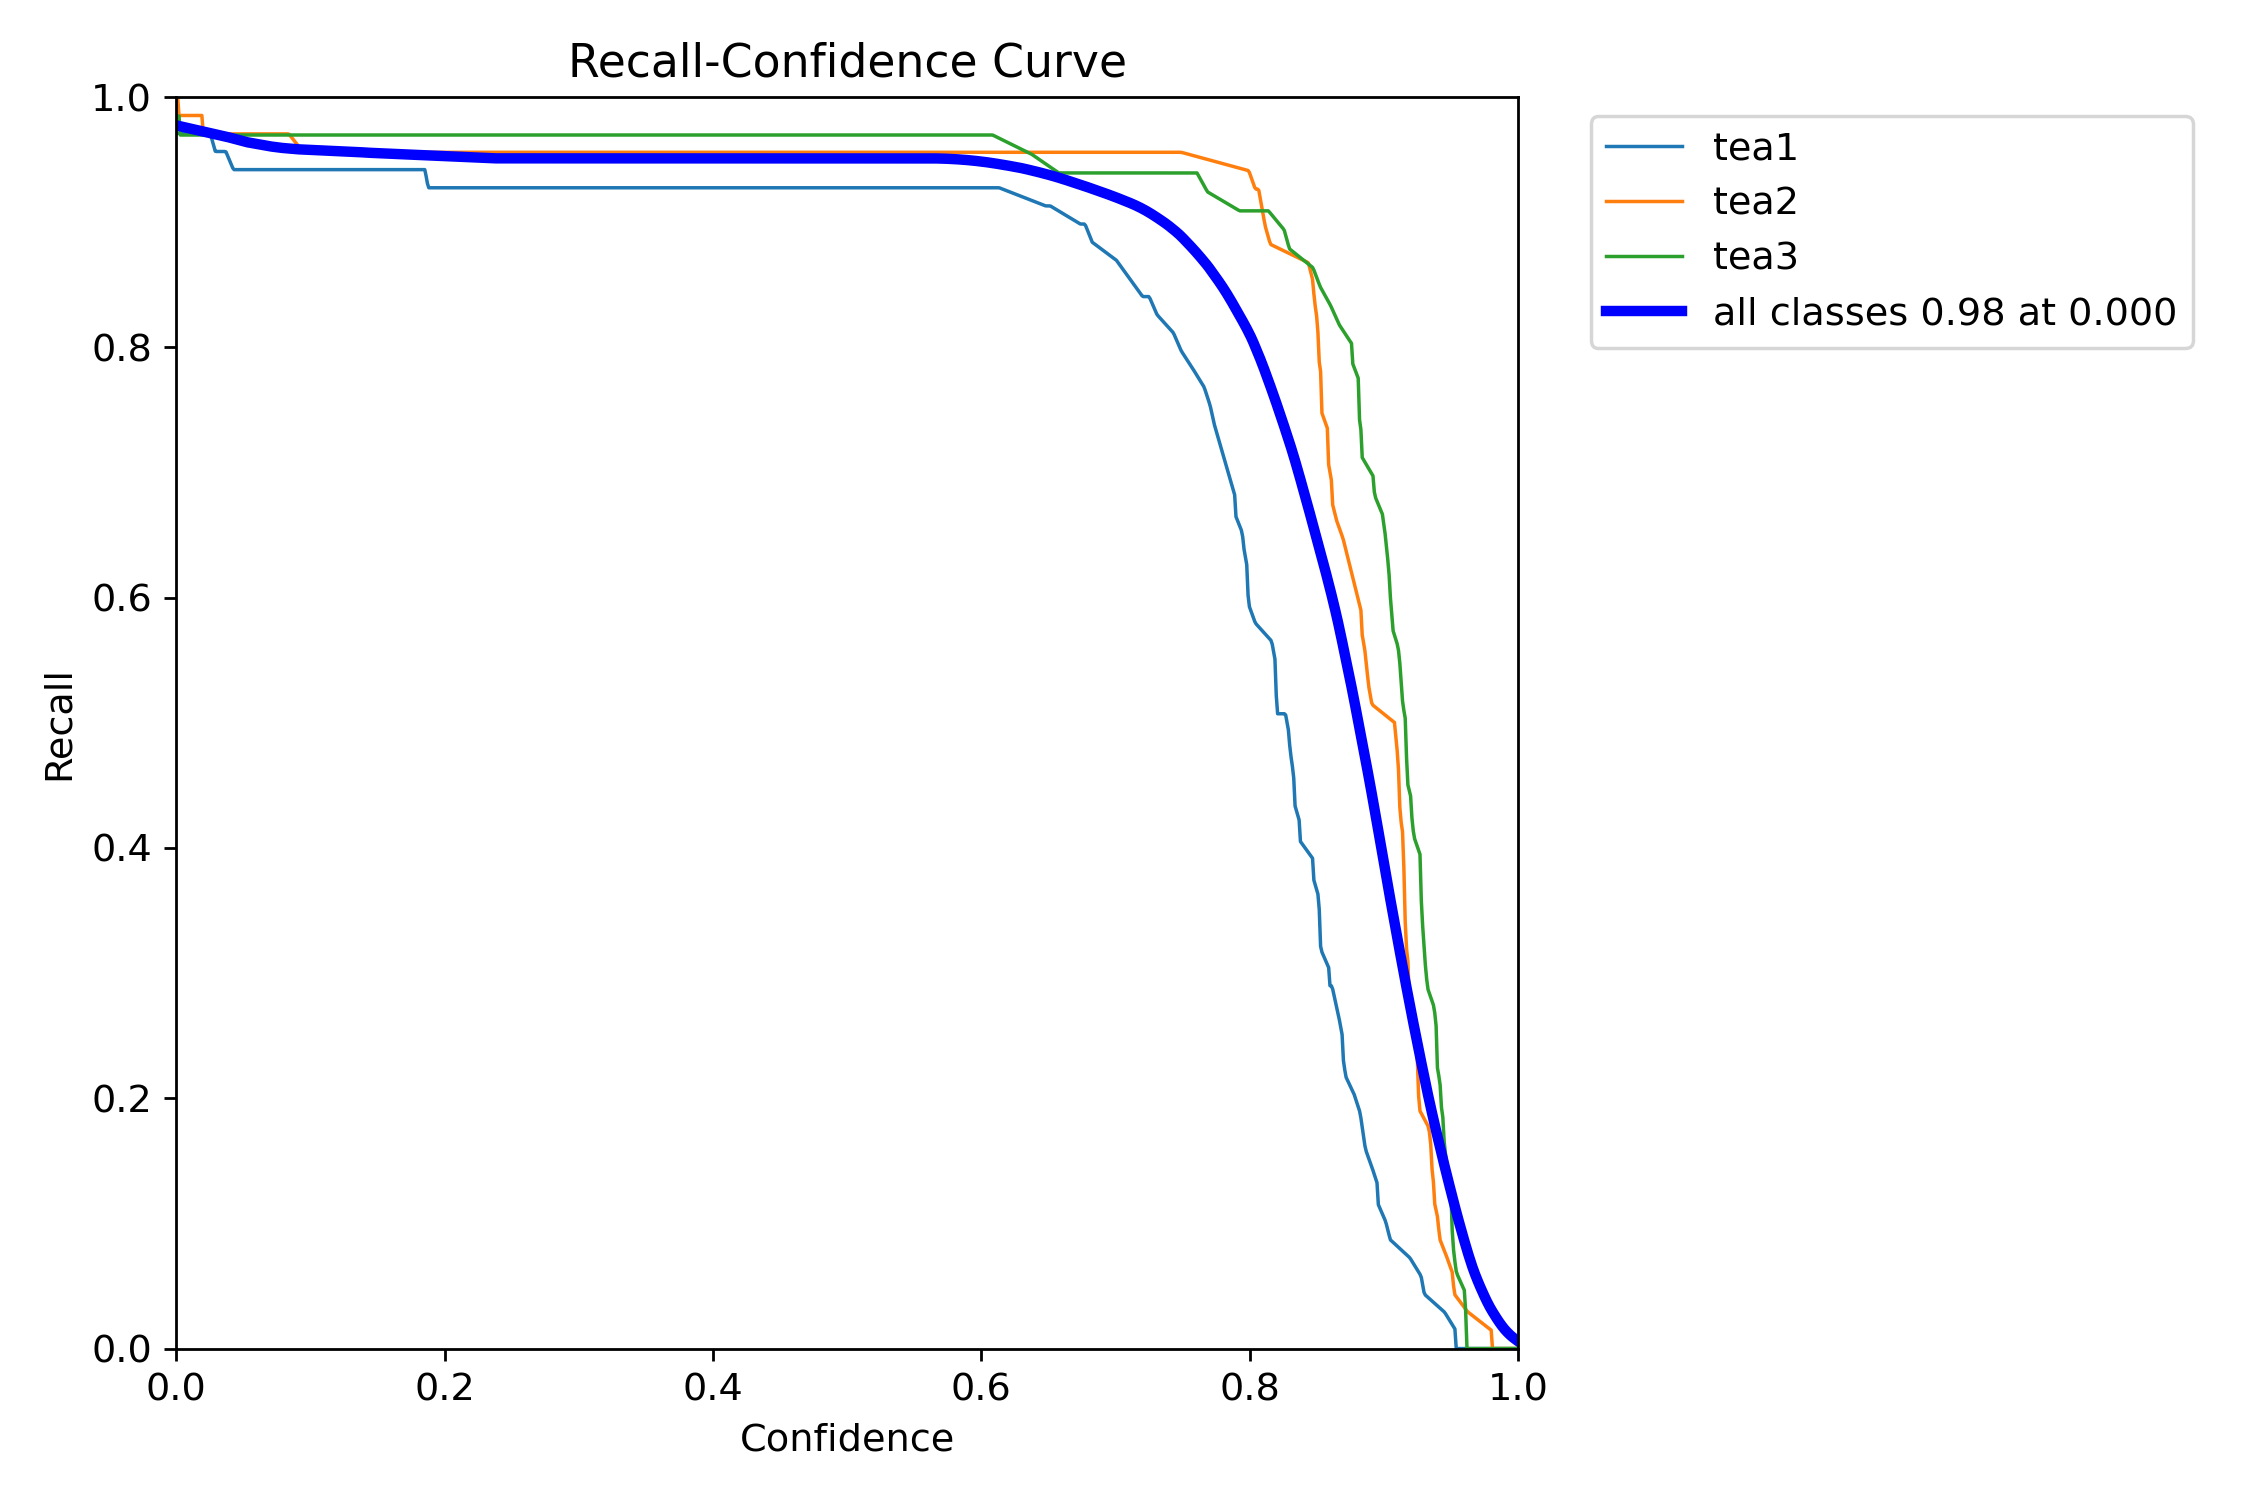 Recall-Confidence Curve
1.0
0.8
0.6
0.4
0.2
0.0
Recall
0.0 0.2 0.4 0.6 0.8 1.0
Confidence
tea1
tea2
tea3
all classes 0.98 at 0.000